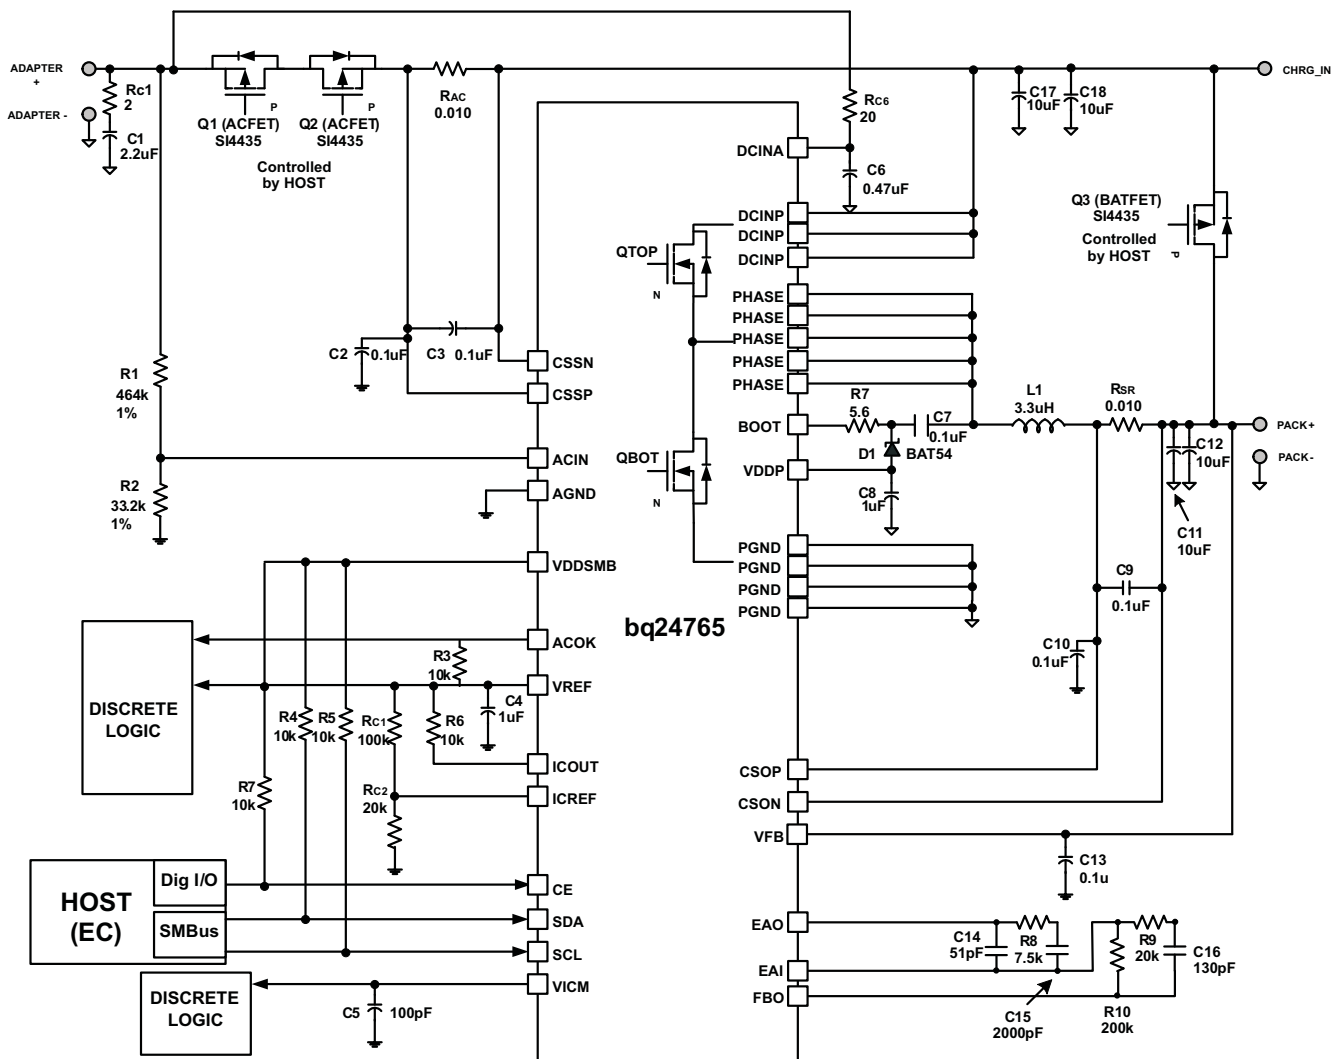 ADAPTER
+
ADAPTER -
RC1
2
C1
2.2uF
P
Q1 (ACFET)
SI4435
P
Q2 (ACFET)
SI4435
Controlled
by HOST
RAC
0.010
RC6
20
C6
0.47uF
C17
10uF
C18
10uF
CHRG_IN
Q3 (BATFET)
SI4435
Controlled
by HOST
P
DCINA
DCINP
DCINP
DCINP
PHASE
PHASE
PHASE
PHASE
PHASE
BOOT
VDDP
PGND
PGND
PGND
PGND
QTOP
N
QBOT
N
C2
0.1uF
C3
0.1uF
CSSN
CSSP
ACIN
AGND
R1
464k
1%
R2
33.2k
1%
R7
5.6
C7
0.1uF
D1
BAT54
C8
1uF
L1
3.3uH
RSR
0.010
C12
10uF
C11
10uF
PACK+
PACK-
C9
0.1uF
C10
0.1uF
bq24765
VDDSMB
ACOK
VREF
ICOUT
ICREF
CE
SDA
SCL
VICM
DISCRETE
LOGIC
R3
10k
C4
1uF
R4
10k
R5
10k
RC1
100k
R6
10k
R7
10k
RC2
20k
HOST
(EC)
Dig I/O
SMBus
DISCRETE
LOGIC
C5
100pF
CSOP
CSON
VFB
EAO
EAI
FBO
C13
0.1u
C14
51pF
R8
7.5k
C15
2000pF
R9
20k
C16
130pF
R10
200k